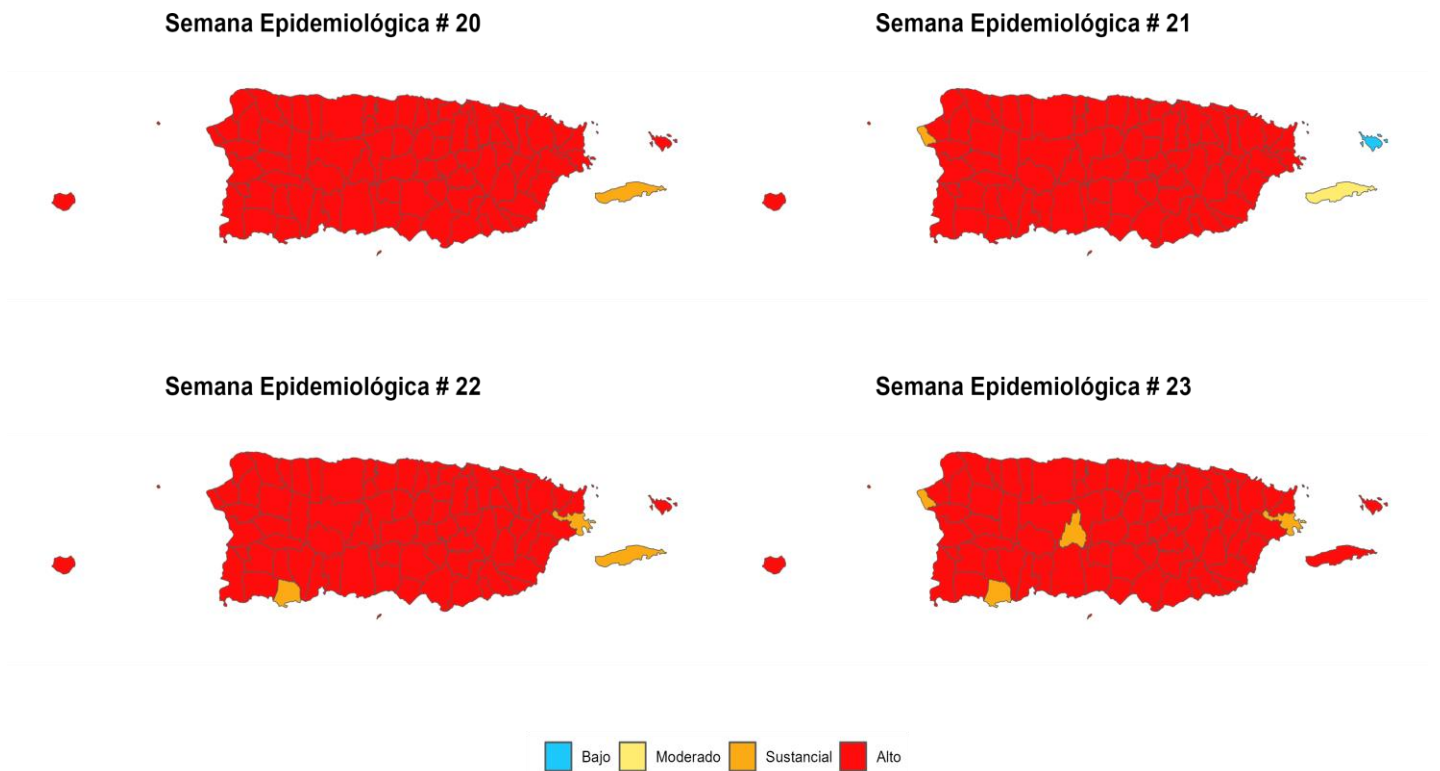 Semana Epidemiológica # 20
Semana Epidemiológica # 21
Semana Epidemiológica # 22
Semana Epidemiológica # 23
Bajo Moderado Sustancial Alto